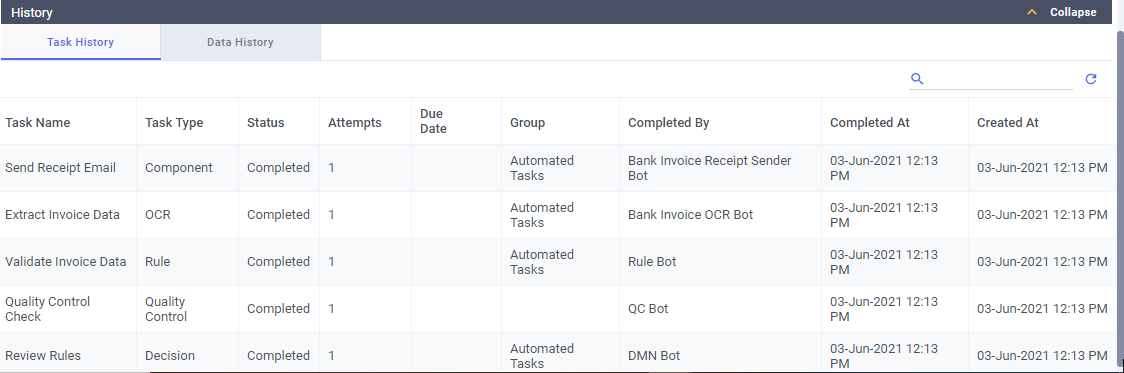 History
Collapse
Task History
Data History
Task Name Task Type Status Attempts Due Date Group Completed By Completed At Created At
Send Receipt Email Component Completed 1 Automated Tasks Bank Invoice Receipt Sender Bot 03-Jun-2021 12:13 PM 03-Jun-2021 12:13 PM
Extract Invoice Data OCR Completed 1 Automated Tasks Bank Invoice OCR Bot 03-Jun-2021 12:13 PM 03-Jun-2021 12:13 PM
Validate Invoice Data Rule Completed 1 Automated Tasks Rule Bot 03-Jun-2021 12:13 PM 03-Jun-2021 12:13 PM
Quality Control Check Quality Control Completed 1 QC Bot 03-Jun-2021 12:13 PM 03-Jun-2021 12:13 PM
Review Rules Decision Completed 1 Automated Tasks DMN Bot 03-Jun-2021 12:13 PM 03-Jun-2021 12:13 PM